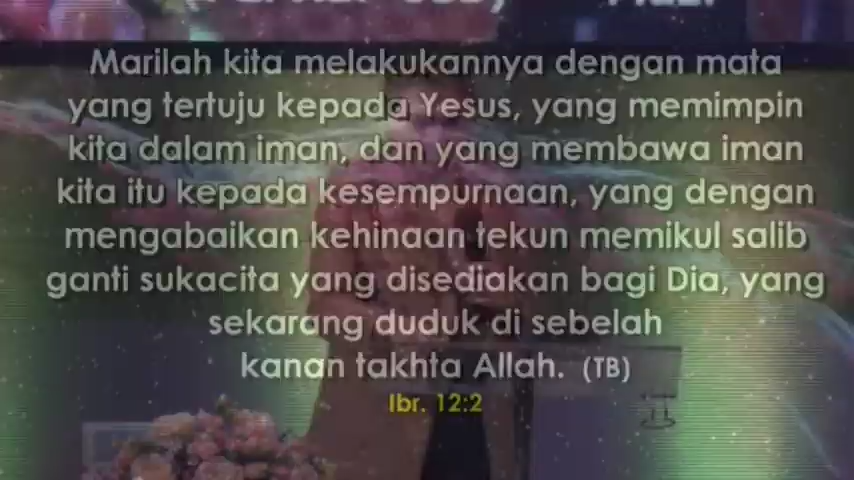 Marilah kita melakukannya dengan mata
yang tertuju kepada Yesus, yang memimpin
kita dalam iman, dan yang membawa iman
kita itu kepada kesempurnaan, yang dengan
mengabaikan kehinaan tekun memikul salib
ganti sukacita yang disediakan bagi Dia, yang
sekarang duduk di sebelah
kanan takhta Allah. (TB)
Ibr. 12:2